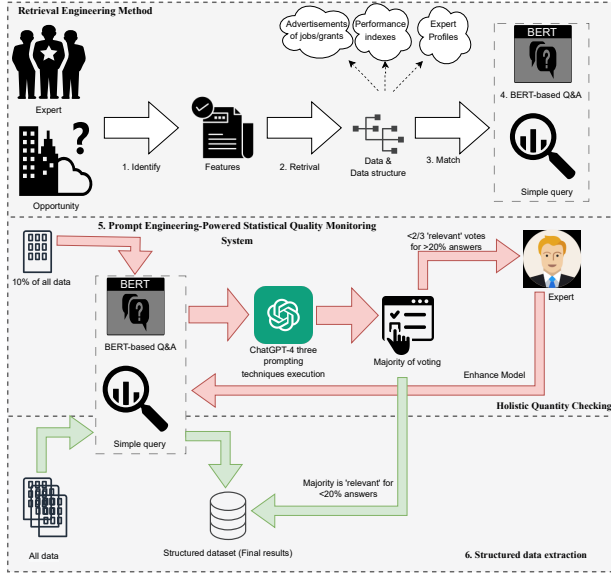 Retrieval Engineering Method
Advertisements
of jobs/grants
Performance
indexes
Expert
Profiles
BERT
Expert
4. BERT-based Q&A
1. Identify
Features
2. Retrival
Data &
Data structure
3. Match
Opportunity
Simple query
5. Prompt Engineering-Powered Statistical Quality Monitoring
System
<2/3 'relevant' votes
for >20% answers
10% of all data
BERT
BERT-based Q&A
ChatGPT-4 three
prompting
techniques execution
Majority of voting
Expert
Enhance Model
Holistic Quantity Checking
Simple query
Majority is 'relevant' for
<20% answers
All data
Structured dataset (Final results)
6. Structured data extraction